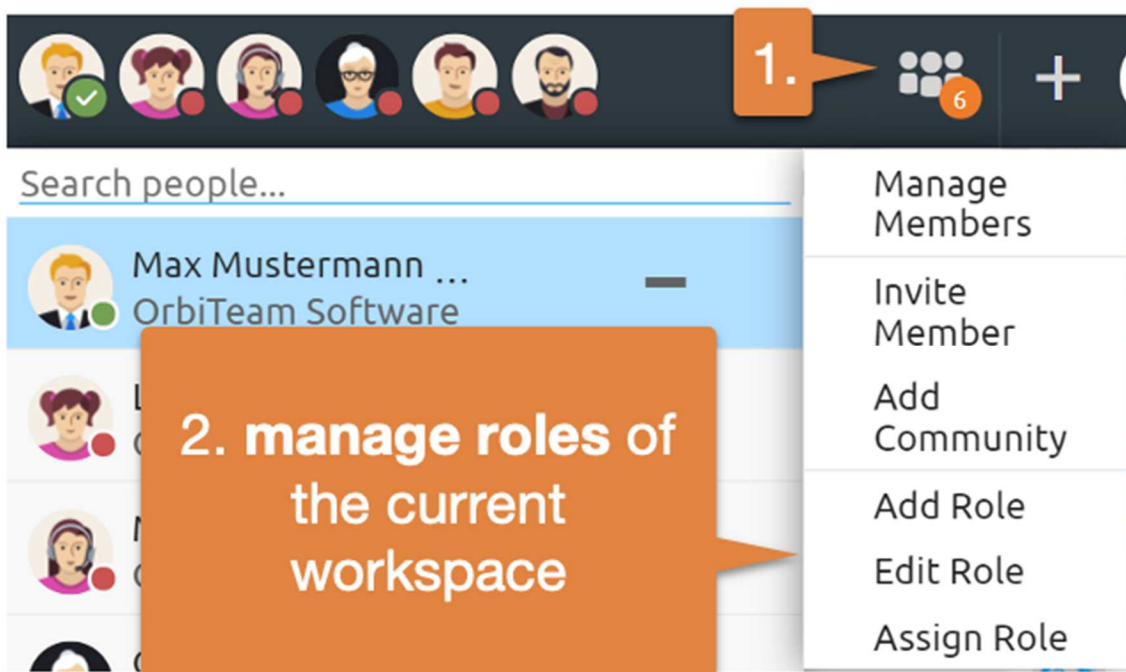 1.
6
Search people...
Max Mustermann ...
OrbiTeam Software
2. manage roles of
the current
workspace
Manage
Members
Invite
Member
Add
Community
Add Role
Edit Role
Assign Role